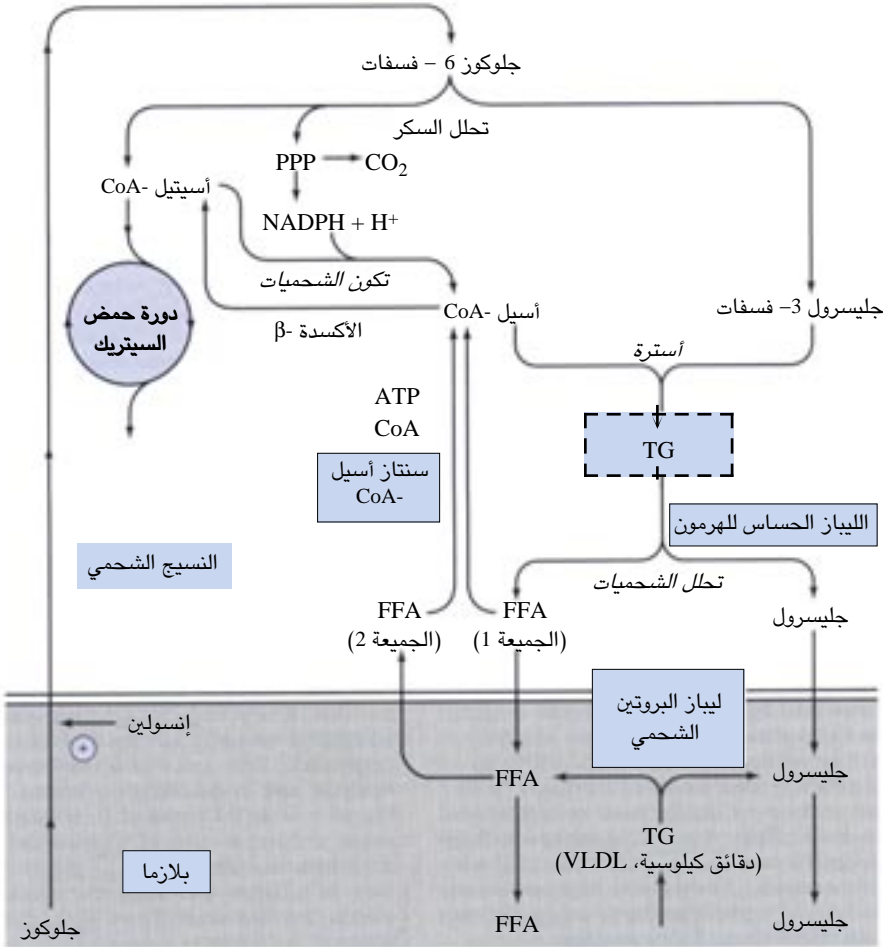 جلوكوز 6 – فسفات
تحلل السكر
PPP
CO2
أسيتيل -CoA
NADPH + H+
تكون الشحميات
دورة حمض
السيتريك
الأكسدة -β
أسيل -CoA
جليسرول 3– فسفات
أسترة
ATP
CoA
سنتاز أسيل
CoA-
TG
الليباز الحساس للهرمون
النسيج الشحمي
تحلل الشحميات
FFA
(الجميعة 2)
FFA
(الجميعة 1)
جليسرول
ليباز البروتين
الشحمي
إنسولين
+
FFA
جليسرول
TG
(دقائق كيلوسية، VLDL)
بلازما
جلوكوز
FFA
جليسرول